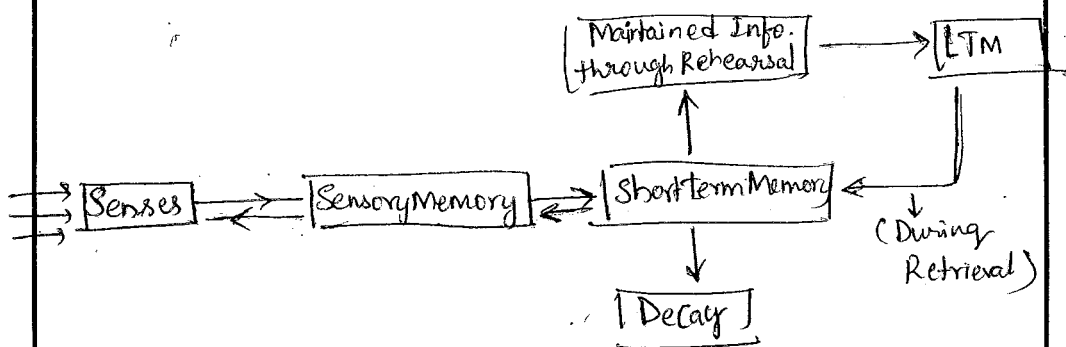 Maintained Info.
through Rehearsal
LTM
Senses
Sensory Memory
Short term Memory
(During
Retrieval)
Decay